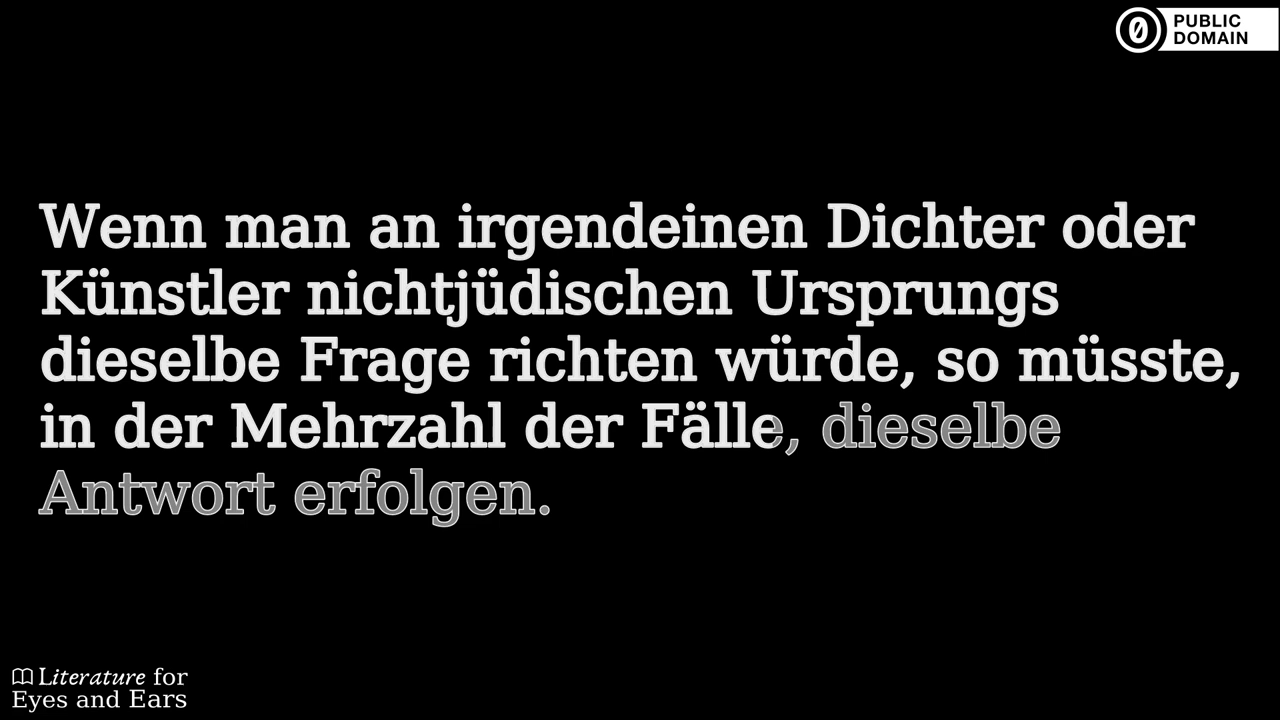 PUBLIC
DOMAIN
Wenn man an irgendeinen Dichter oder
Künstler nichtjüdischen Ursprungs
dieselbe Frage richten würde, so müsste,
in der Mehrzahl der Fälle, dieselbe
Antwort erfolgen.
Literature for
Eyes and Ears